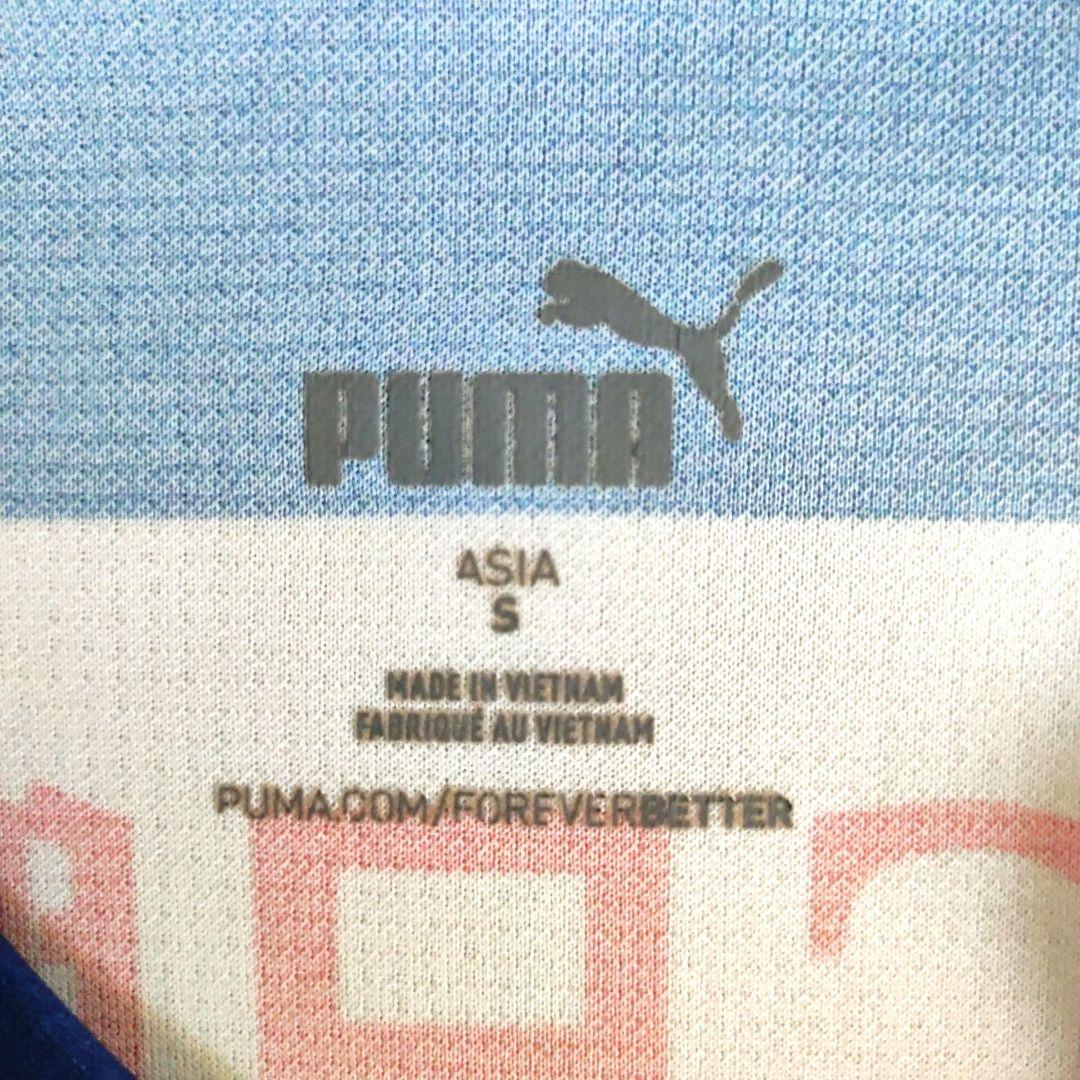 PUMA
ASIA
S
MADE IN VIETNAM
FABRIQUÉ AU VIETNAM
PUMA.COM/FOREVERBETTER